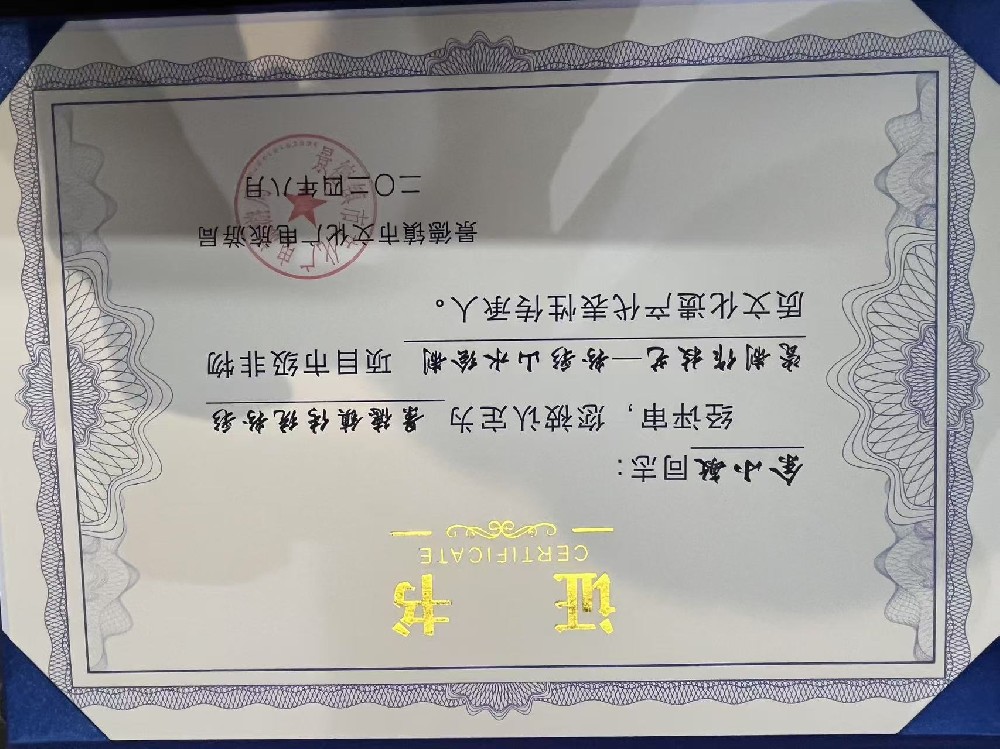 证书
CERTIFICATE
余小敏同志：
经评审，您被认定为 景德镇传统粉彩
瓷制作技艺—粉彩山水绘制 项目市级非物
质文化遗产代表性传承人。
景德镇市文化广电旅游局
二〇二四年八月